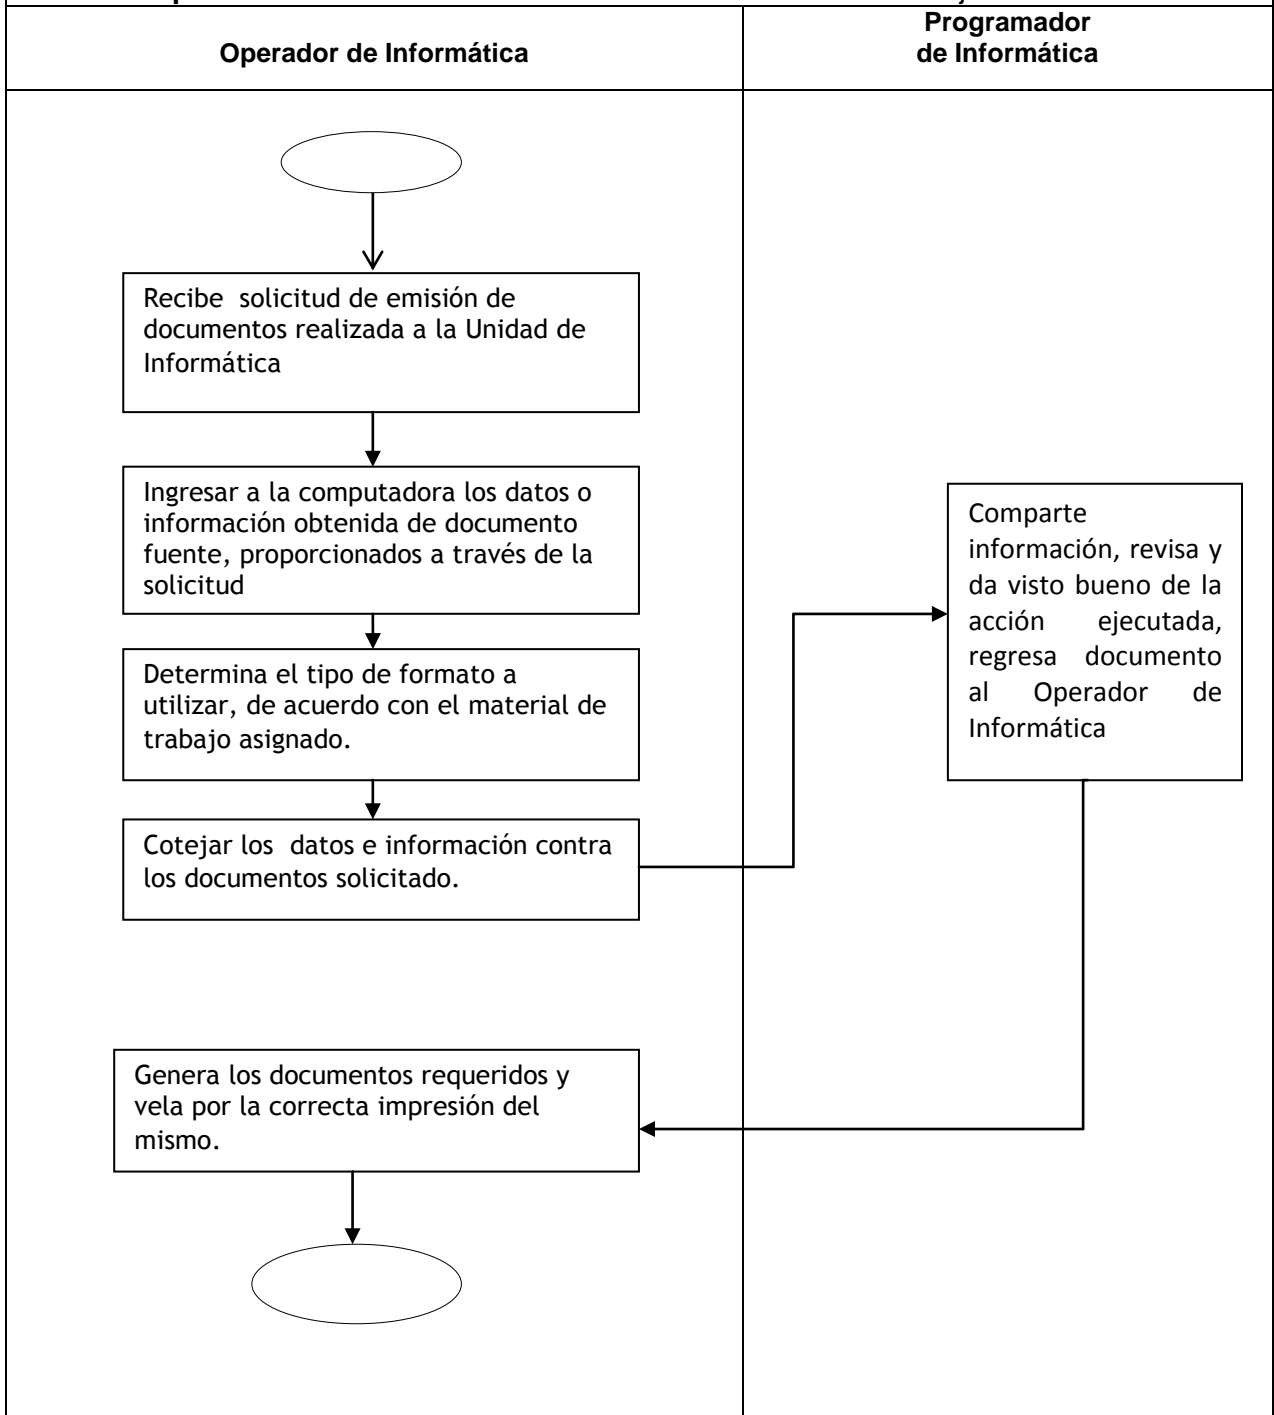 Operador de Informática
Programador
de Informática
Recibe  solicitud de emisión de
documentos realizada a la Unidad de
Informática
Ingresar a la computadora los datos o
información obtenida de documento
fuente, proporcionados a través de la
solicitud
Determina el tipo de formato a
utilizar, de acuerdo con el material de
trabajo asignado.
Cotejar los  datos e información contra
los documentos solicitado.
Comparte
información, revisa y
da visto bueno de la
acción ejecutada,
regresa documento
al Operador de
Informática
Genera los documentos requeridos y
vela por la correcta impresión del
mismo.